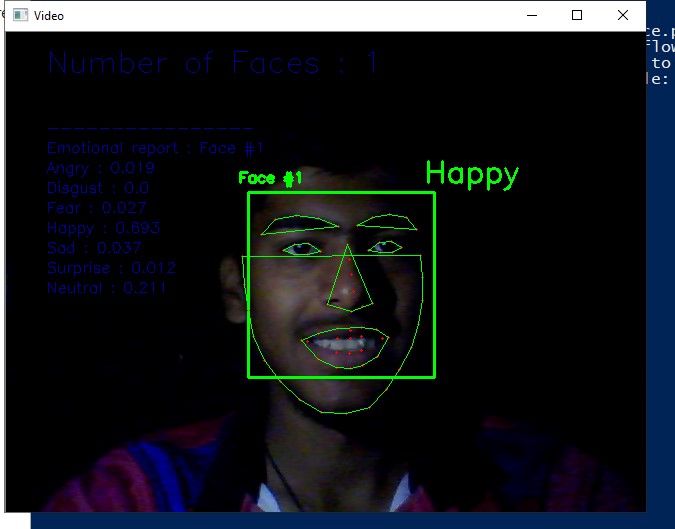 Video
Number of Faces : 1
----------------
Emotional report : Face #1
Angry : 0.019
Disgust : 0.0
Fear : 0.027
Happy : 0.693
Sad : 0.037
Surprise : 0.012
Neutral : 0.211
Face #1
Happy
ce.p
flow
to
le: